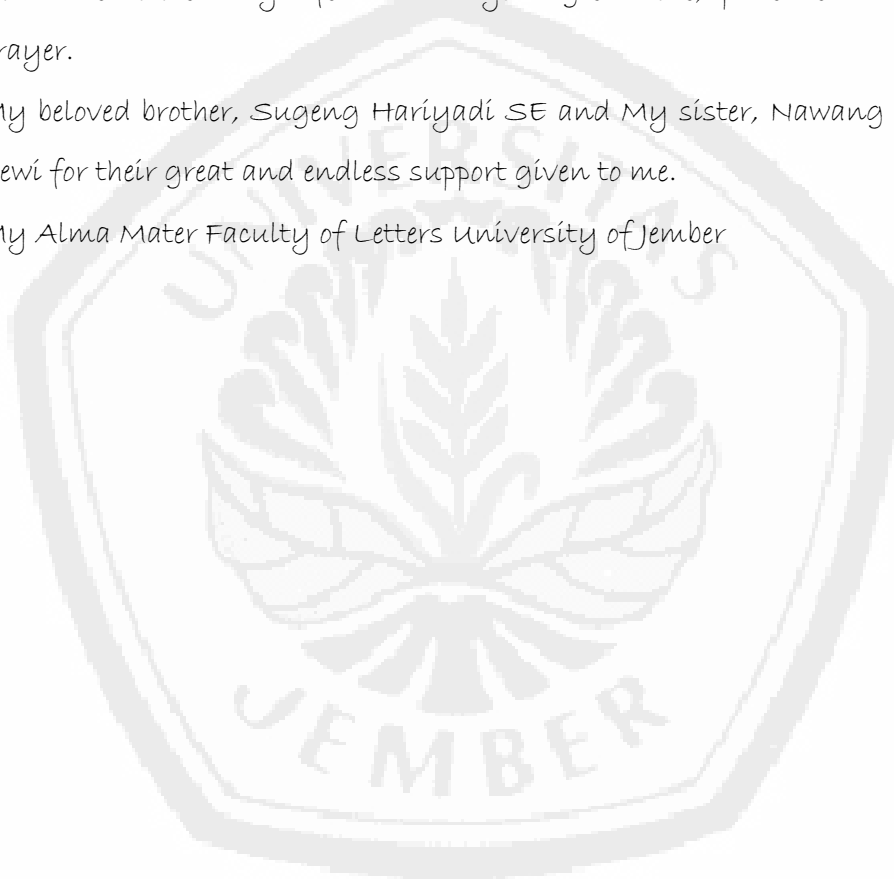 rayer.
My beloved brother, Sugeng Hariyadi SE and My sister, Nawang
ewi for their great and endless support given to me.
My Alma Mater Faculty of Letters University of Jember
UNIVERSITAS
JEMBER